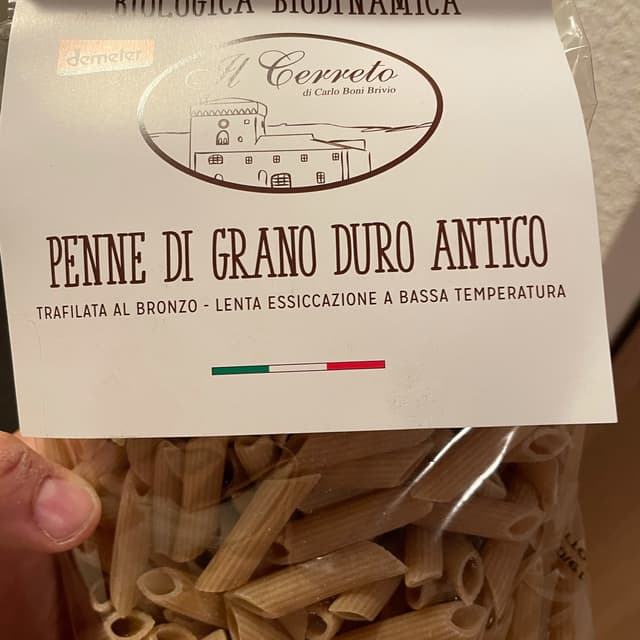 BIOLOGICA BIODINAMICA
demeter
Il Cerreto
di Carlo Boni Brivio
PENNE DI GRANO DURO ANTICO
TRAFILATA AL BRONZO - LENTA ESSICCAZIONE A BASSA TEMPERATURA